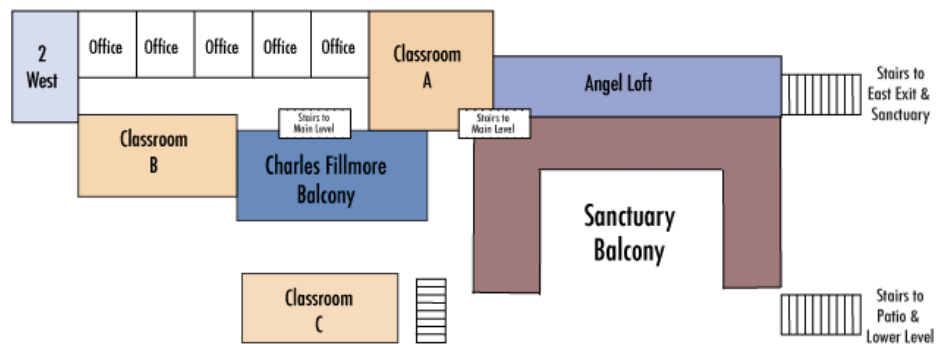 2
West
Office
Office
Office
Office
Office
Classroom
A
Angel Loft
Stairs to
East Exit &
Sanctuary
Stairs to
Main Level
Stairs to
Main Level
Classroom
B
Charles Fillmore
Balcony
Sanctuary
Balcony
Classroom
C
Stairs to
Patio &
Lower Level